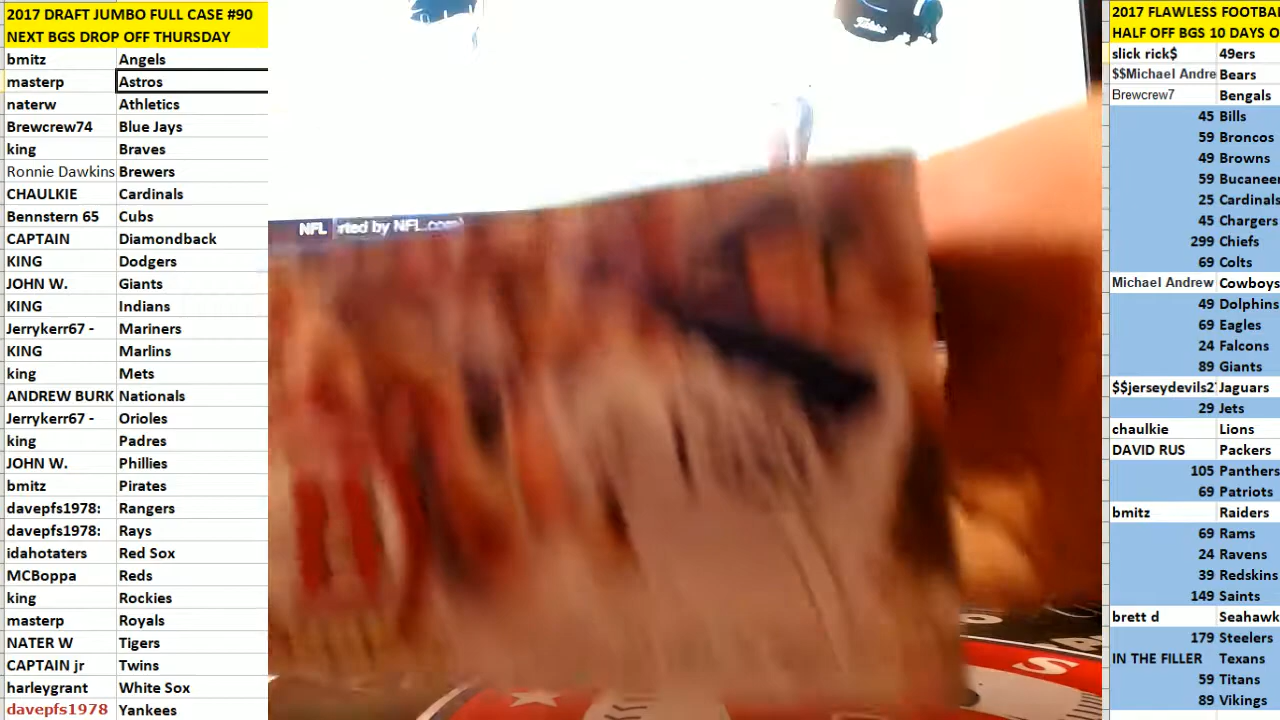 2017 DRAFT JUMBO FULL CASE #90
NEXT BGS DROP OFF THURSDAY
bmitz Angels
masterp Astros
naterw Athletics
Brewcrew74 Blue Jays
king Braves
Ronnie Dawkins Brewers
CHAULKIE Cardinals
Bennstern 65 Cubs
CAPTAIN Diamondback
KING Dodgers
JOHN W. Giants
KING Indians
Jerrykerr67 - Mariners
KING Marlins
king Mets
ANDREW BURK Nationals
Jerrykerr67 - Orioles
king Padres
JOHN W. Phillies
bmitz Pirates
davepfs1978: Rangers
davepfs1978: Rays
idahotaters Red Sox
MCBoppa Reds
king Rockies
masterp Royals
NATER W Tigers
CAPTAIN jr Twins
harleygrant White Sox
davepfs1978 Yankees
Titleist
NFL rted by NFL.com)
2017 FLAWLESS FOOTBA
HALF OFF BGS 10 DAYS O
slick rick$ 49ers
$$Michael Andre Bears
Brewcrew7 Bengals
45 Bills
59 Broncos
49 Browns
59 Bucaneer
25 Cardinals
45 Chargers
299 Chiefs
69 Colts
Michael Andrew Cowboys
49 Dolphins
69 Eagles
24 Falcons
89 Giants
$$jerseydevils2 Jaguars
29 Jets
chaulkie Lions
DAVID RUS Packers
105 Panthers
69 Patriots
bmitz Raiders
69 Rams
24 Ravens
39 Redskins
149 Saints
brett d Seahawk
179 Steelers
IN THE FILLER Texans
59 Titans
89 Vikings